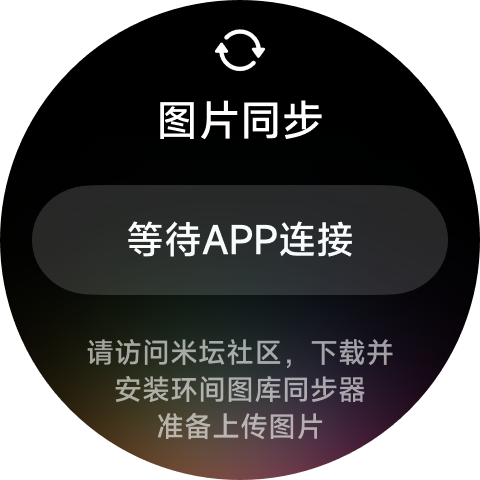 图片同步
等待APP连接
请访问米坛社区，下载并
安装环间图库同步器
准备上传图片